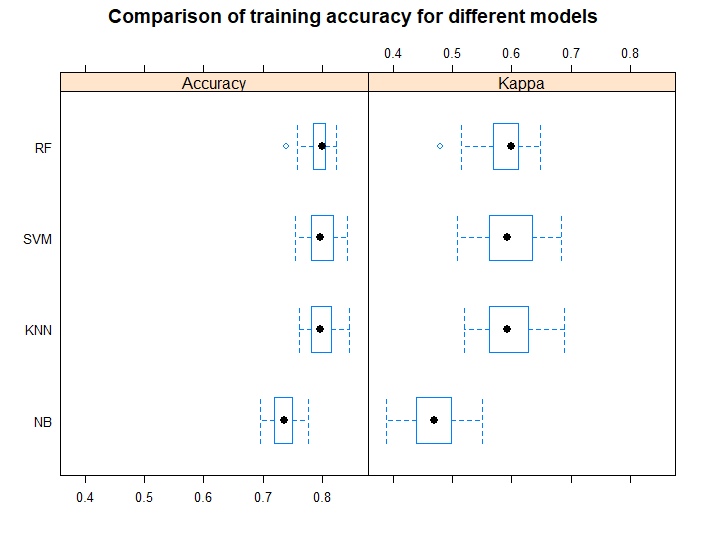 Comparison of training accuracy for different models
0.4 0.5 0.6 0.7 0.8
Accuracy Kappa
RF
SVM
KNN
NB
0.4 0.5 0.6 0.7 0.8